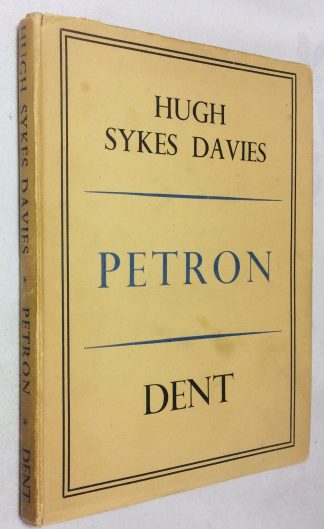 HUGH
SYKES DAVIES
PETRON
DENT
HUGH SYKES DAVIES * PETRON * DENT